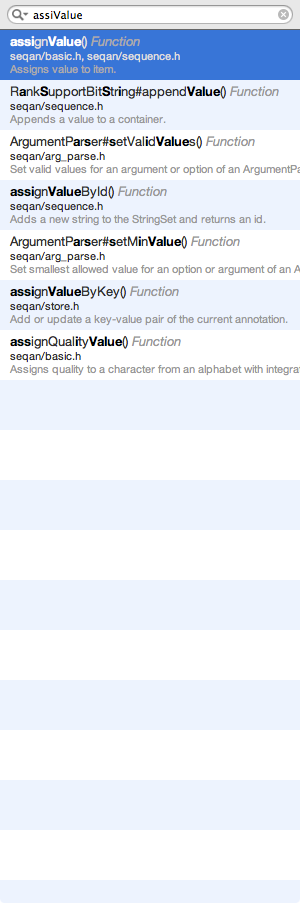 assiValue
assignValue() Function
seqan/basic.h, seqan/sequence.h
Assigns value to item.
RankSupportBitString#appendValue() Function
seqan/sequence.h
Appends a value to a container.
ArgumentParser#setValidValues() Function
seqan/arg_parse.h
Set valid values for an argument or option of an ArgumentPa
assignValueById() Function
seqan/sequence.h
Adds a new string to the StringSet and returns an id.
ArgumentParser#setMinValue() Function
seqan/arg_parse.h
Set smallest allowed value for an option or argument of an A
assignValueByKey() Function
seqan/store.h
Add or update a key-value pair of the current annotation.
assignQualityValue() Function
seqan/basic.h
Assigns quality to a character from an alphabet with integrat